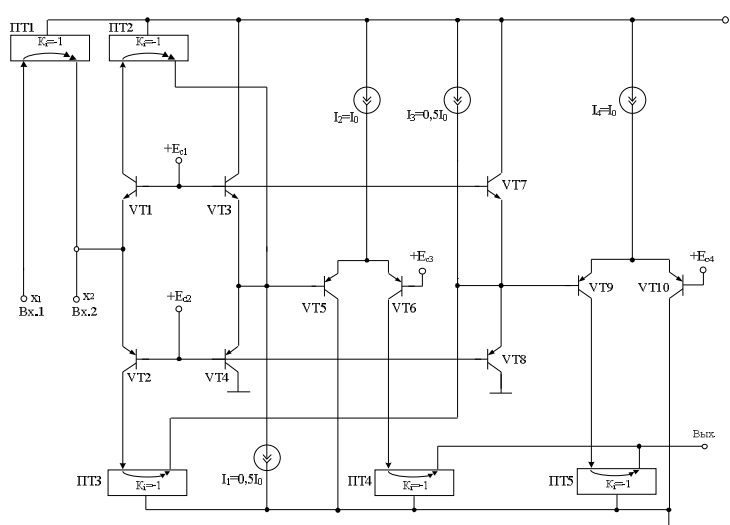 ПТ1
Ki=-1
ПТ2
Ki=-1
I2=I0
I3=0,5I0
I4=I0
+Ec1
VT1
VT3
VT7
x1
Вх.1
x2
Вх.2
+Ec2
VT5
+Ec3
VT6
VT9
VT10
+Ec4
VT2
VT4
VT8
ПТ3
Ki=-1
I1=0,5I0
ПТ4
Ki=-1
ПТ5
Ki=-1
Вых